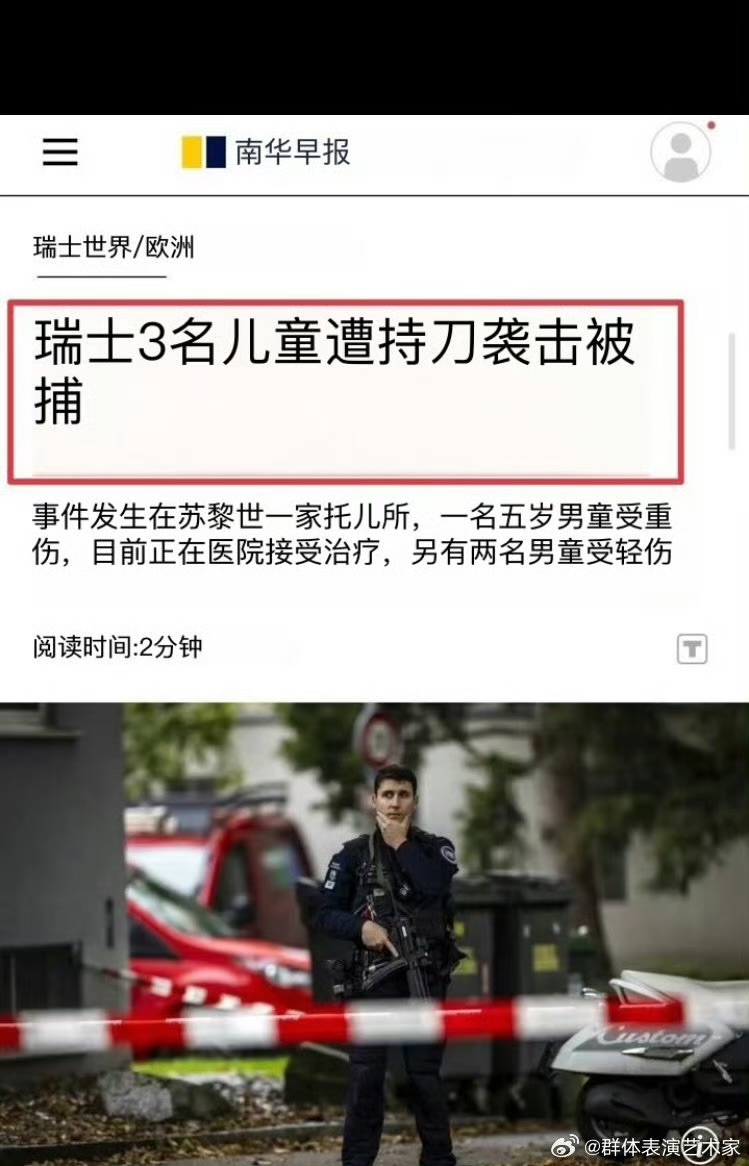 南华早报
瑞士世界/欧洲
瑞士3名儿童遭持刀袭击被
捕
事件发生在苏黎世一家托儿所，一名五岁男童受重
伤，目前正在医院接受治疗，另有两名男童受轻伤
阅读时间:2分钟
T
Custom
@群体表演艺术家